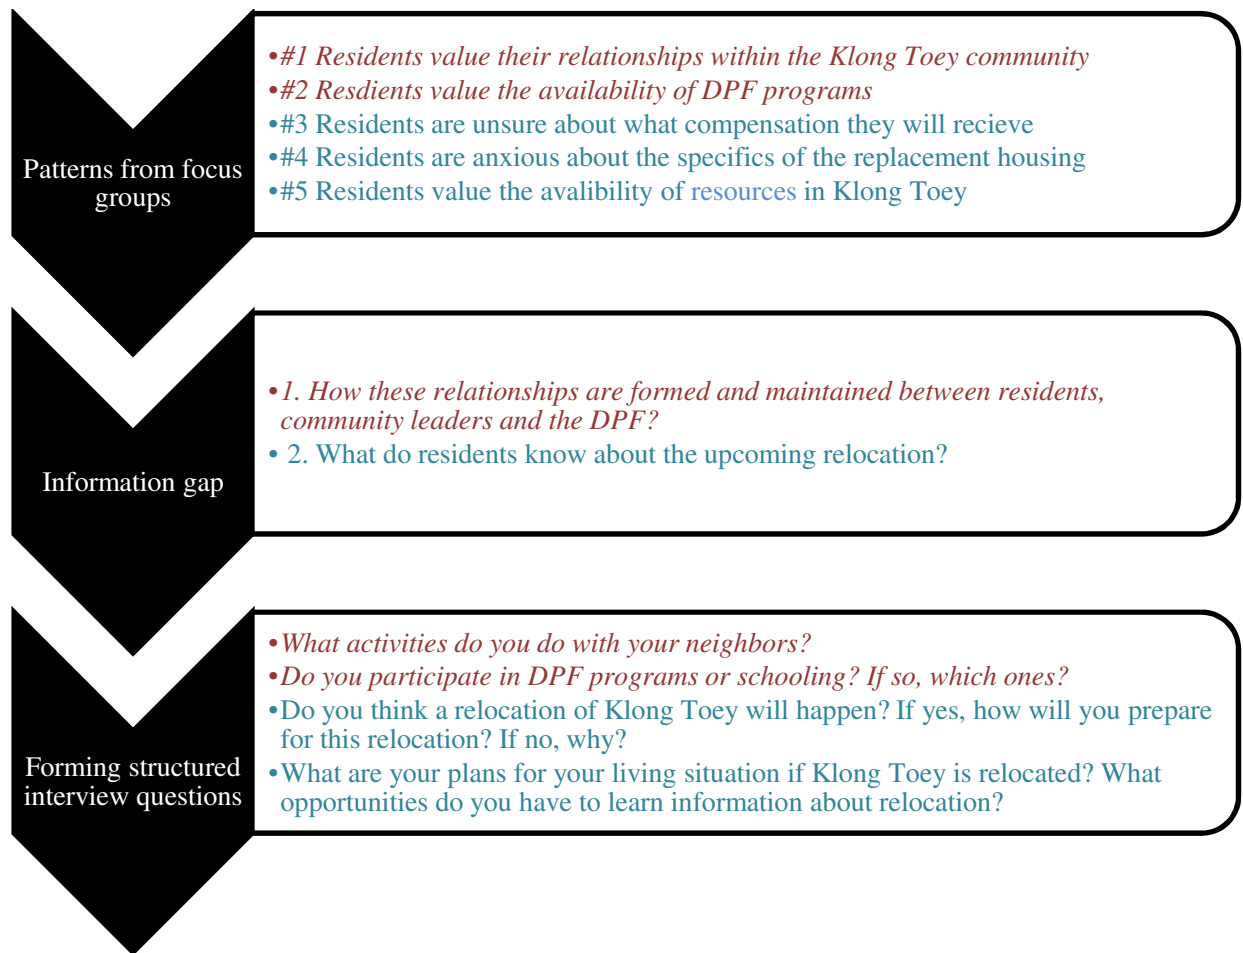 Patterns from focus
groups
•#1 Residents value their relationships within the Klong Toey community
•#2 Resdients value the availability of DPF programs
•#3 Residents are unsure about what compensation they will recieve
•#4 Residents are anxious about the specifics of the replacement housing
•#5 Residents value the avalibility of resources in Klong Toey
Information gap
•1. How these relationships are formed and maintained between residents,
community leaders and the DPF?
• 2. What do residents know about the upcoming relocation?
Forming structured
interview questions
•What activities do you do with your neighbors?
•Do you participate in DPF programs or schooling? If so, which ones?
•Do you think a relocation of Klong Toey will happen? If yes, how will you prepare
for this relocation? If no, why?
•What are your plans for your living situation if Klong Toey is relocated? What
opportunities do you have to learn information about relocation?